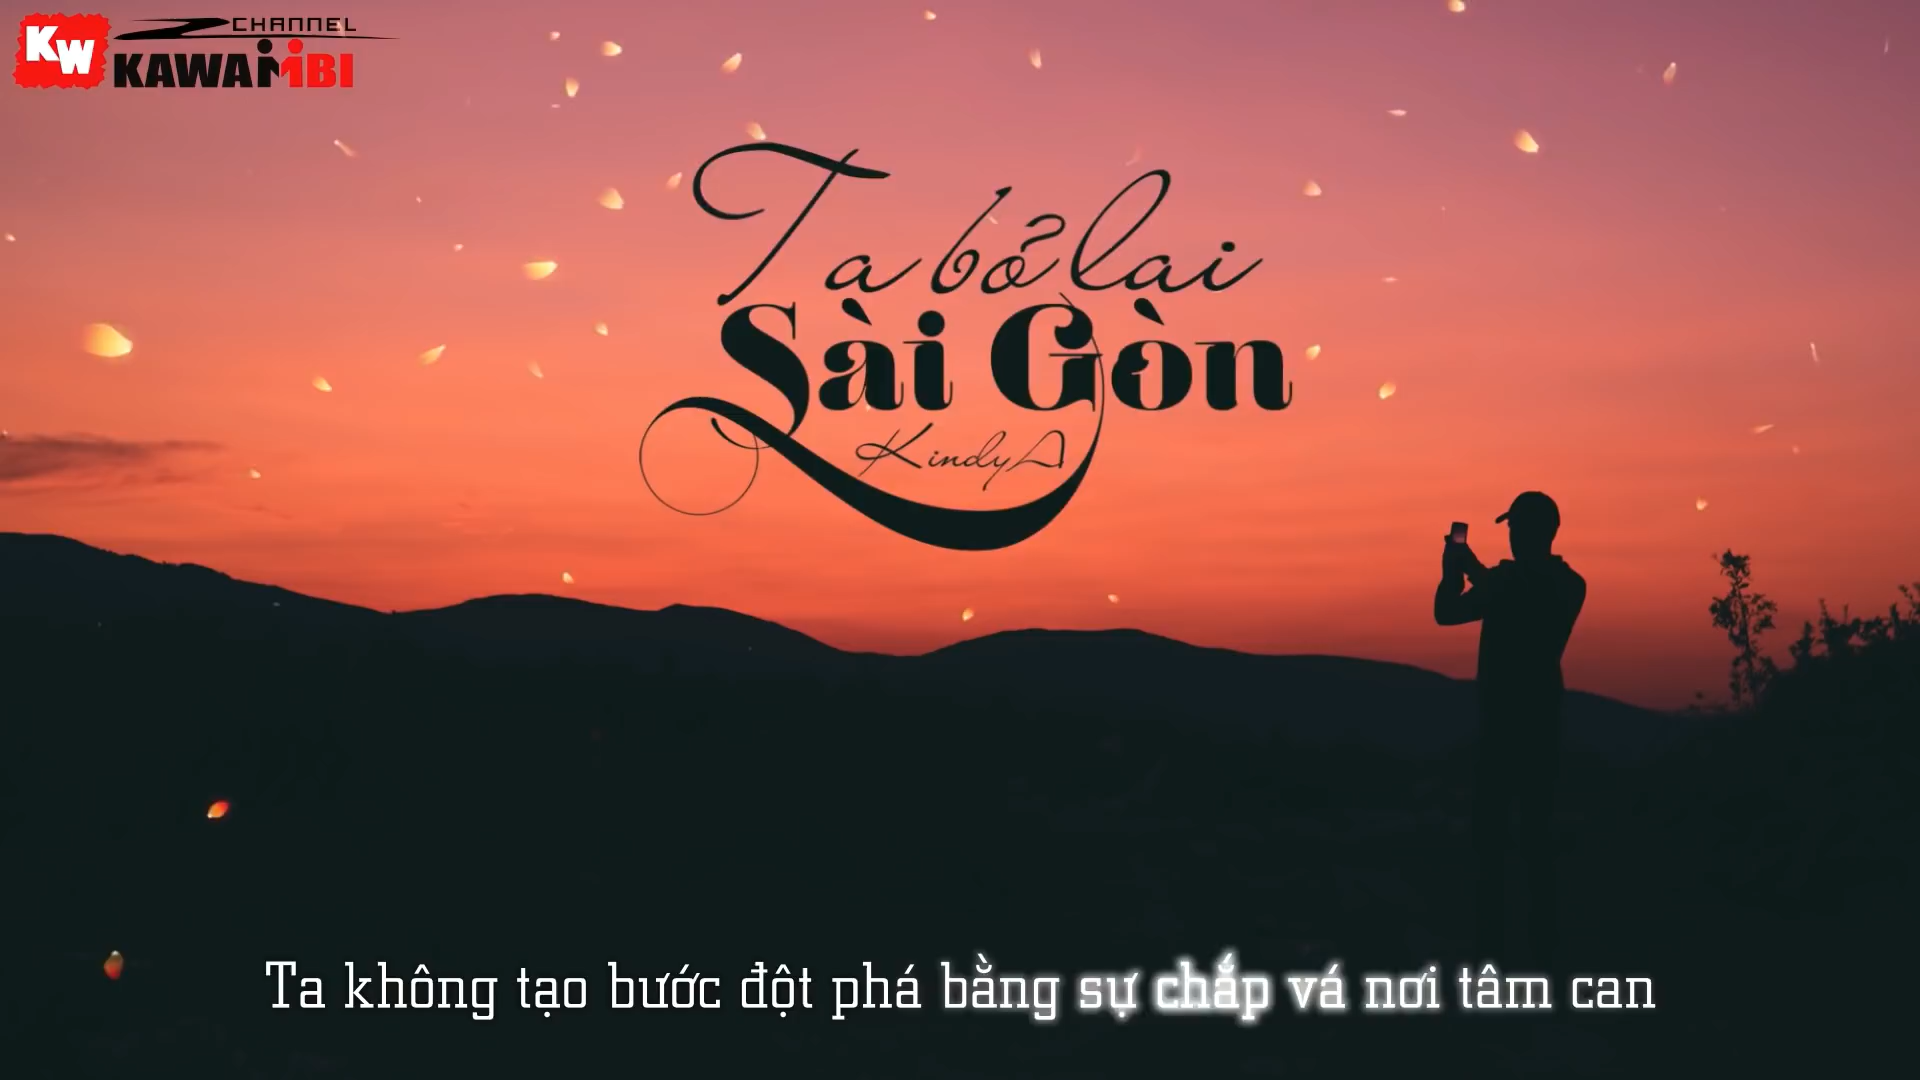 KW
CHANNEL
KAWAIIBI
Ta bỏ lại
Sài Gòn
KindyA
Ta không tạo bước đột phá bằng sự chắp vá nơi tâm can